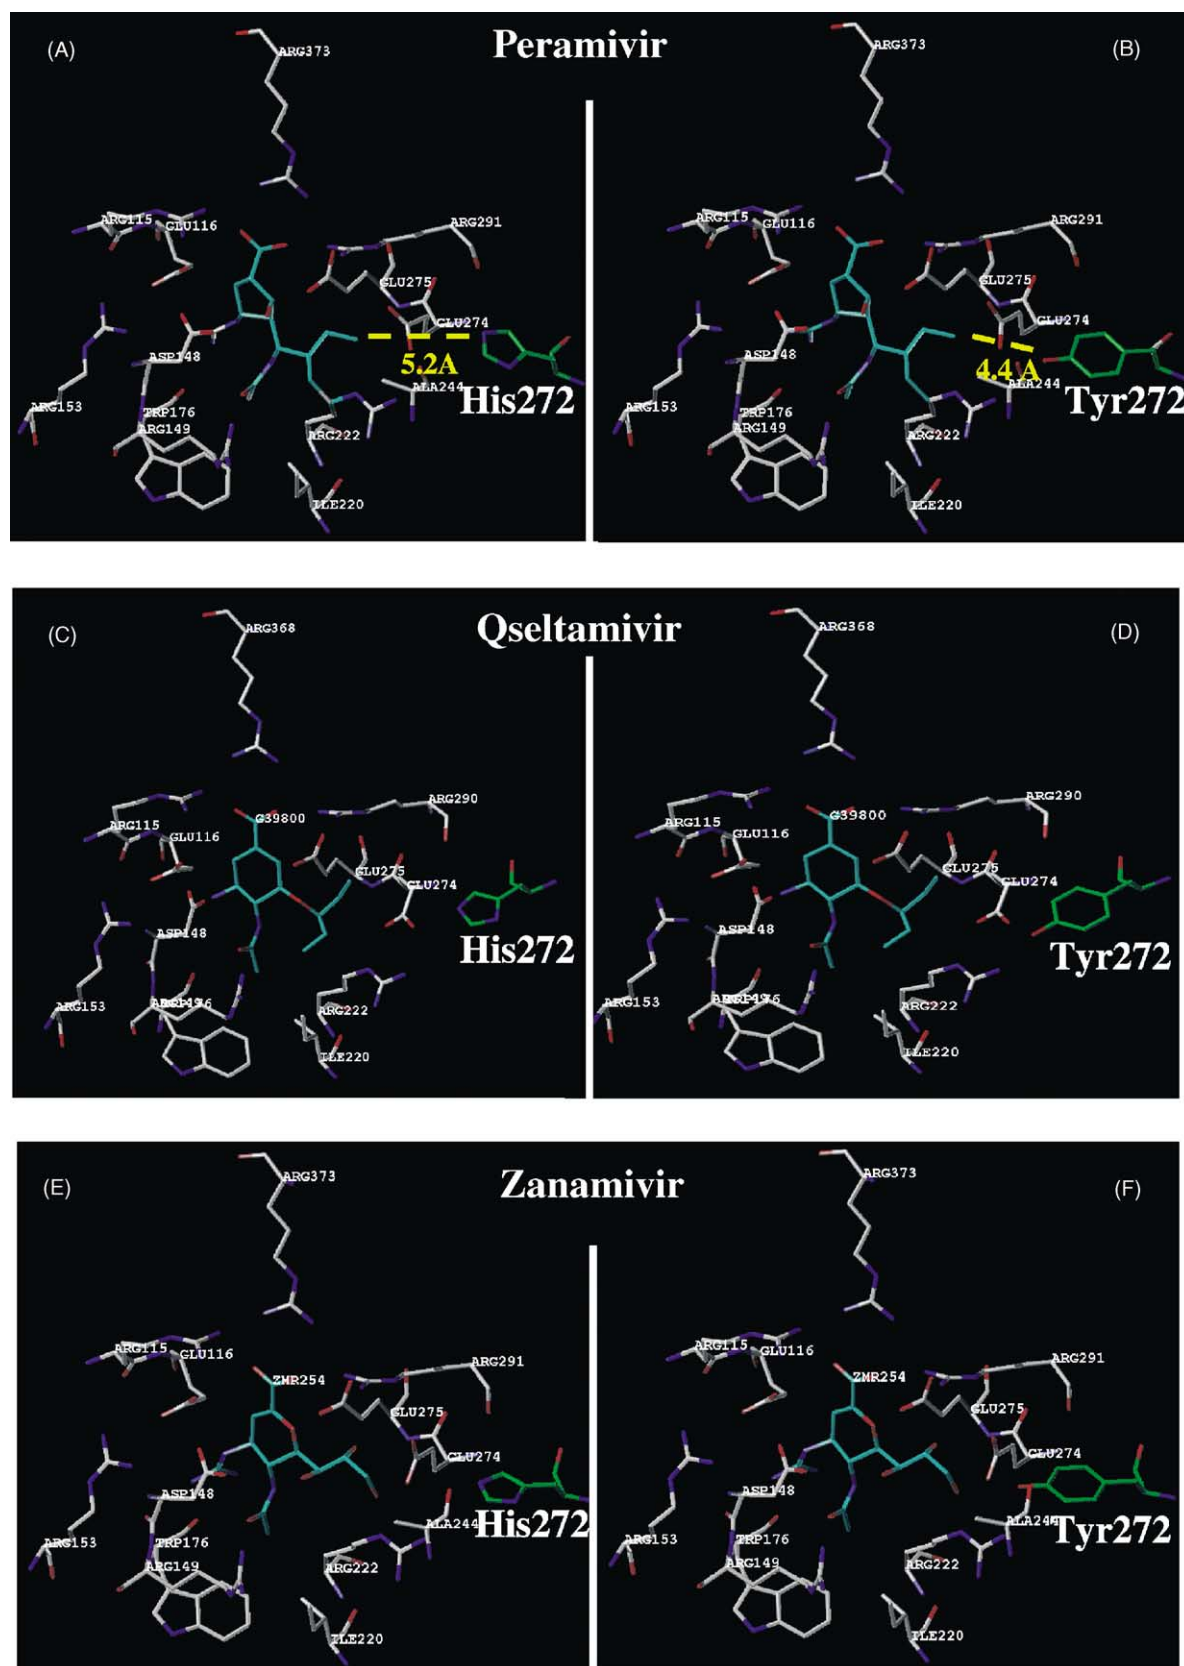 (A)
Peramivir
(B)
ARG373
ARG373
ARG115
GLU116
ARG291
ARG115
GLU116
ARG291
GLU275
GLU275
GLU274
GLU274
5.2A
4.4 A
ASP148
ASP148
ALA244
ALA244
His272
Tyr272
ARG153
TRP176
ARG153
TRP176
ARG149
ARG222
ARG149
ARG222
ILE220
ILE220
(C)
Qseltamivir
(D)
ARG368
ARG368
ARG290
ARG290
G39800
G39800
ARG115
GLU116
ARG115
GLU116
GLU275
GLU274
GLU275
GLU274
ASP148
His272
ASP148
Tyr272
ARG153
ARG222
ARG153
ARG222
ILE220
ILE220
(E)
Zanamivir
(F)
ARG373
ARG373
ARG115
GLU116
ARG291
ARG115
GLU116
ARG291
ZMR254
ZMR254
GLU275
GLU275
GLU274
GLU274
ASP148
ASP148
ALA244
His272
ALA244
Tyr272
ARG153
TRP176
ARG153
TRP176
ARG149
ARG222
ARG149
ARG222
ILE220
ILE220